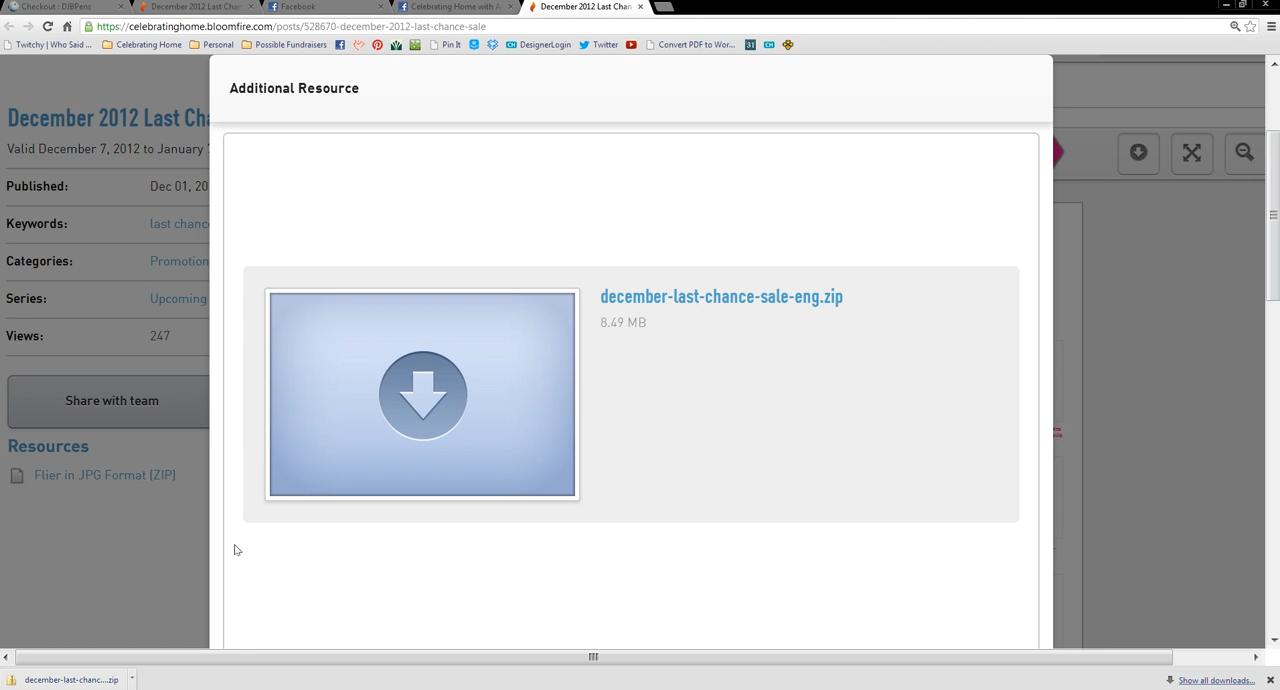 Checkout : DJBPens
December 2012 Last Chan
Facebook
Celebrating Home with A
December 2012 Last Chan
https://celebratinghome.bloomfire.com/posts/528670-december-2012-last-chance-sale
Twitchy | Who Said ...
Celebrating Home
Personal
Possible Fundraisers
Pin It
CH DesignerLogin
Twitter
Convert PDF to Wor...
31
CH
Additional Resource
December 2012 Last Cha
Valid December 7, 2012 to January 7
Published: Dec 01, 20
Keywords: last chanc
Categories: Promotion
Series: Upcoming
Views: 247
Share with team
Resources
Flier in JPG Format (ZIP)
december-last-chance-sale-eng.zip
8.49 MB
december-last-chanc....zip
Show all downloads...